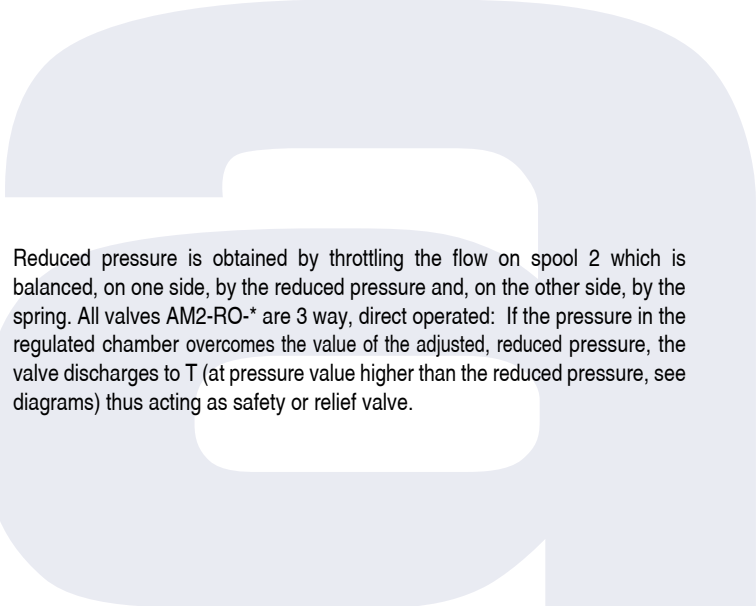 Reduced pressure is obtained by throttling the flow on spool 2 which is
balanced, on one side, by the reduced pressure and, on the other side, by the
spring. All valves AM2-RO-* are 3 way, direct operated: If the pressure in the
regulated chamber overcomes the value of the adjusted, reduced pressure, the
valve discharges to T (at pressure value higher than the reduced pressure, see
diagrams) thus acting as safety or relief valve.